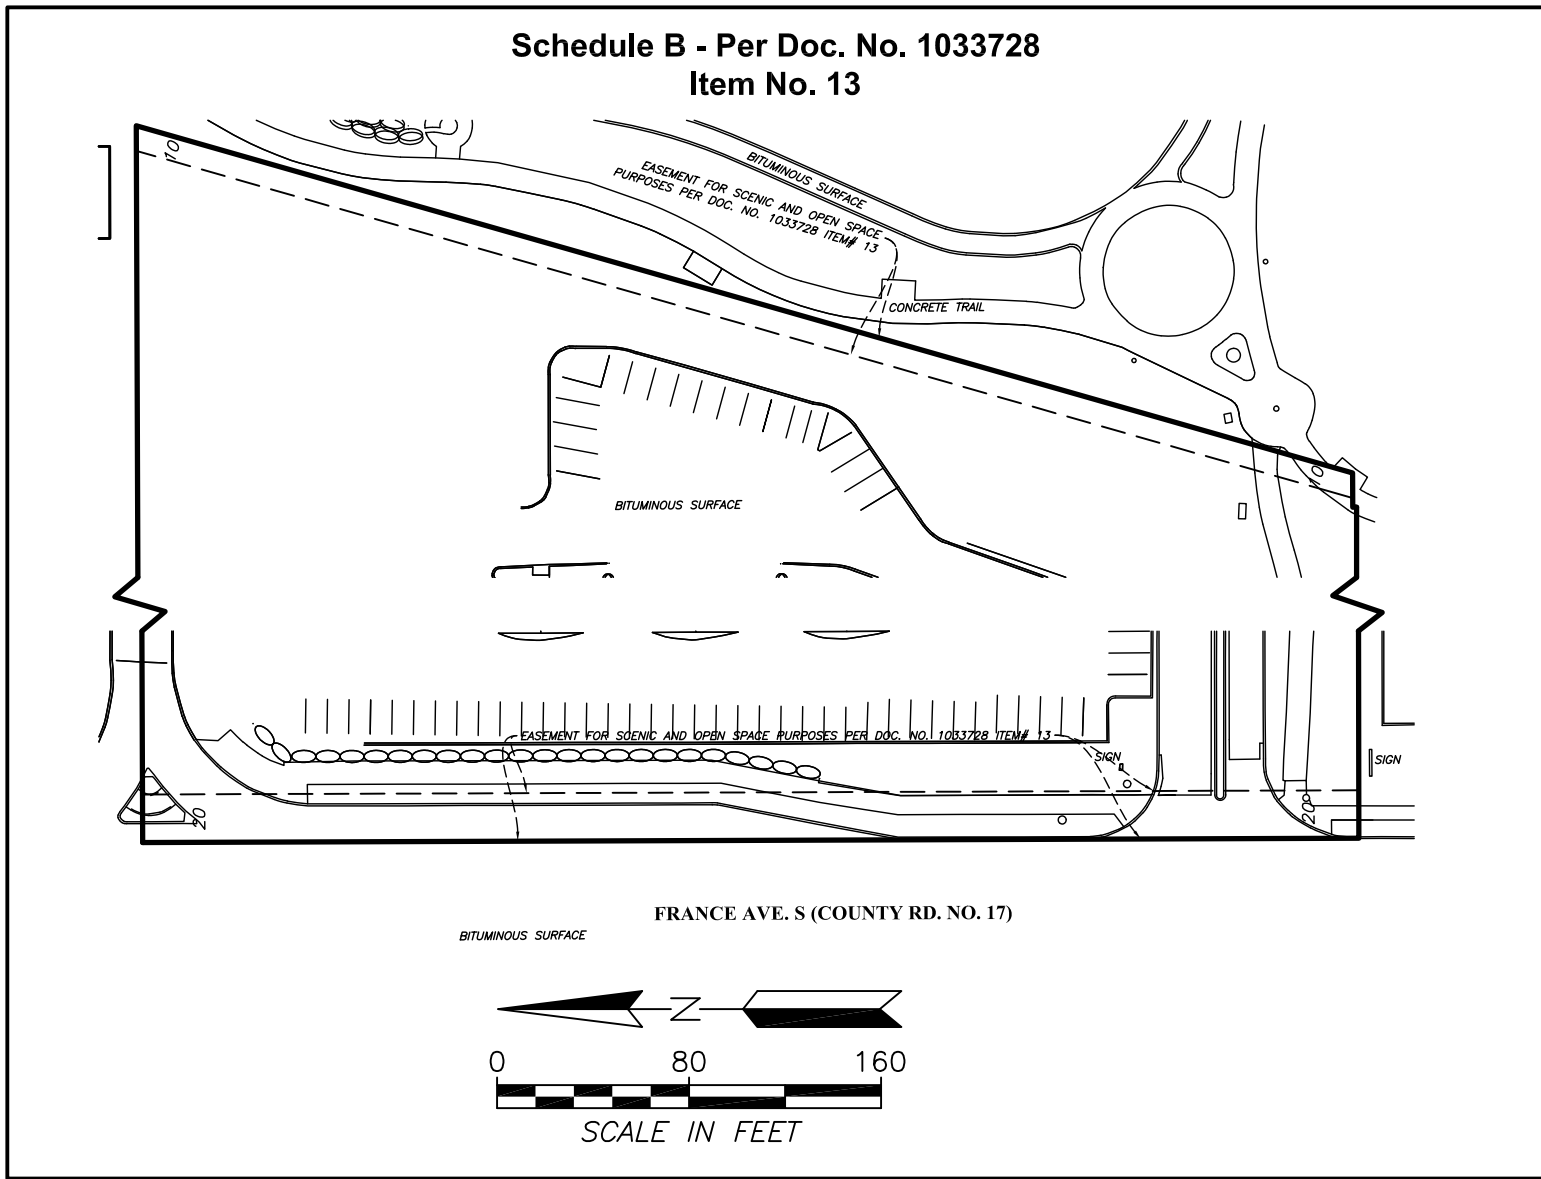 Schedule B - Per Doc. No. 1033728
Item No. 13
10
BITUMINOUS SURFACE
EASEMENT FOR SCENIC AND OPEN SPACE
PURPOSES PER DOC. NO. 1033728 ITEM# 13
CONCRETE TRAIL
BITUMINOUS SURFACE
EASEMENT FOR SCENIC AND OPEN SPACE PURPOSES PER DOC. NO. 1033728 ITEM# 13
SIGN
SIGN
20
20
FRANCE AVE. S (COUNTY RD. NO. 17)
BITUMINOUS SURFACE
Z
0 80 160
SCALE IN FEET